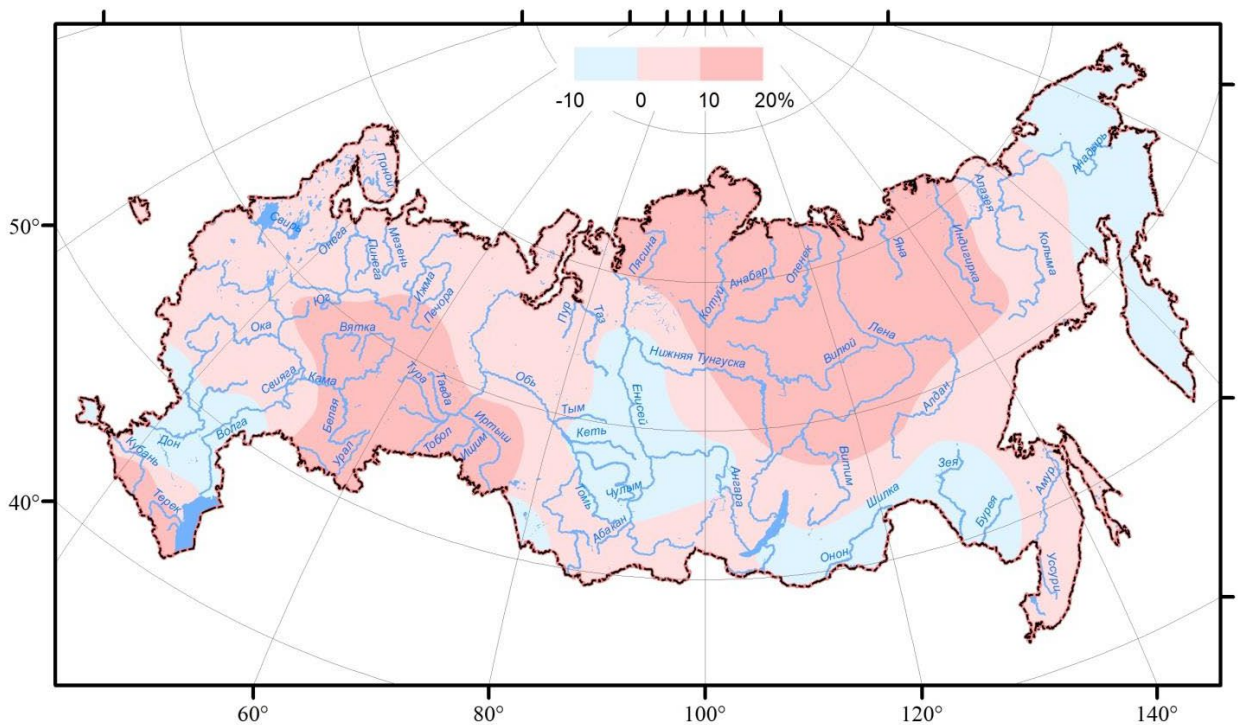 -10 0 10 20%
50°
40°
60° 80° 100° 120° 140°
Поной
Свирь
Онега
Пинега
Мезень
Ижма
Печора
Юг
Ока
Вятка
Свияга
Кама
Белая
Урал
Тура
Тавда
Тобол
Ишим
Иртыш
Обь
Пур
Таз
Тым
Кеть
Чулым
Томь
Абакан
Енисей
Ангара
Нижняя Тунгуска
Пясина
Котуй
Анабар
Оленек
Яна
Индигирка
Алазея
Колыма
Анадырь
Лена
Вилюй
Алдан
Витим
Шилка
Онон
Зея
Бурея
Амур
Уссури
Дон
Волга
Кубань
Терек